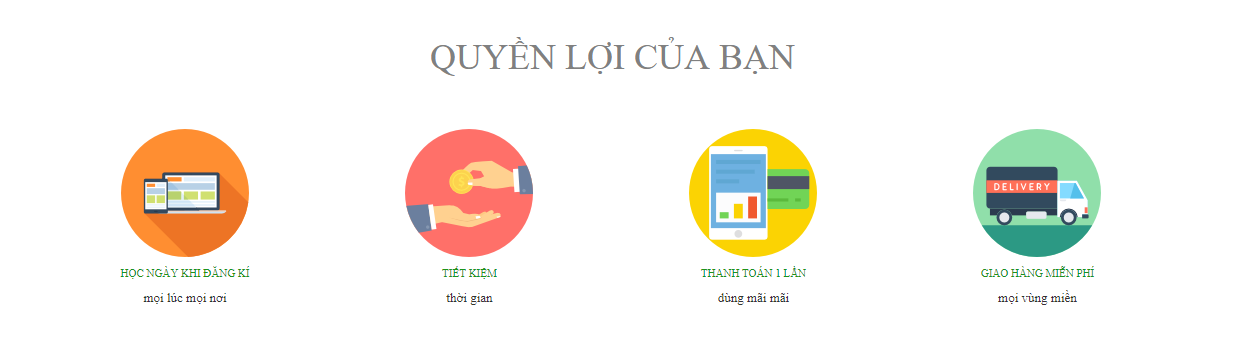 QUYỀN LỢI CỦA BẠN
DELIVERY
HỌC NGÀY KHI ĐĂNG KÍ
TIẾT KIỆM
THANH TOÁN 1 LẦN
GIAO HÀNG MIỄN PHÍ
mọi lúc mọi nơi
thời gian
dùng mãi mãi
mọi vùng miền